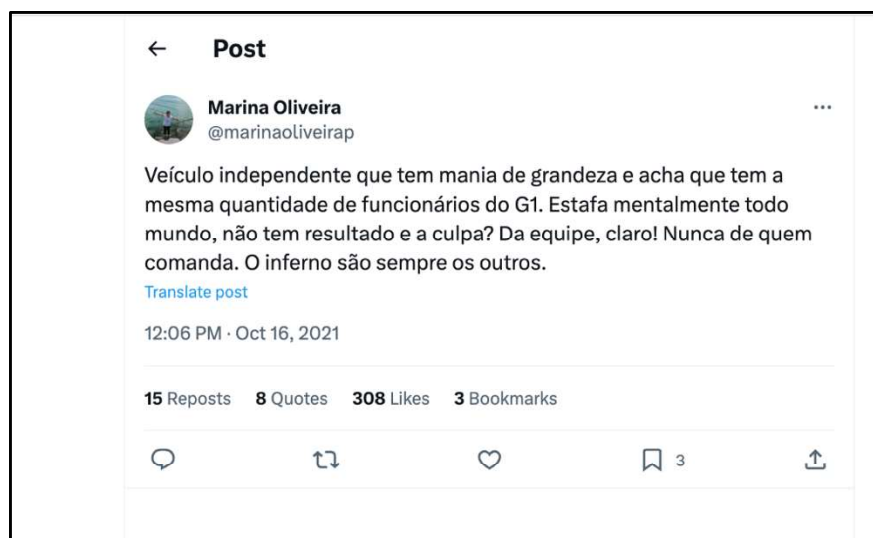 Post
Marina Oliveira
@marinaoliveirap
Veículo independente que tem mania de grandeza e acha que tem a
mesma quantidade de funcionários do G1. Estafa mentalmente todo
mundo, não tem resultado e a culpa? Da equipe, claro! Nunca de quem
comanda. O inferno são sempre os outros.
Translate post
12:06 PM · Oct 16, 2021
15 Reposts 8 Quotes 308 Likes 3 Bookmarks
3